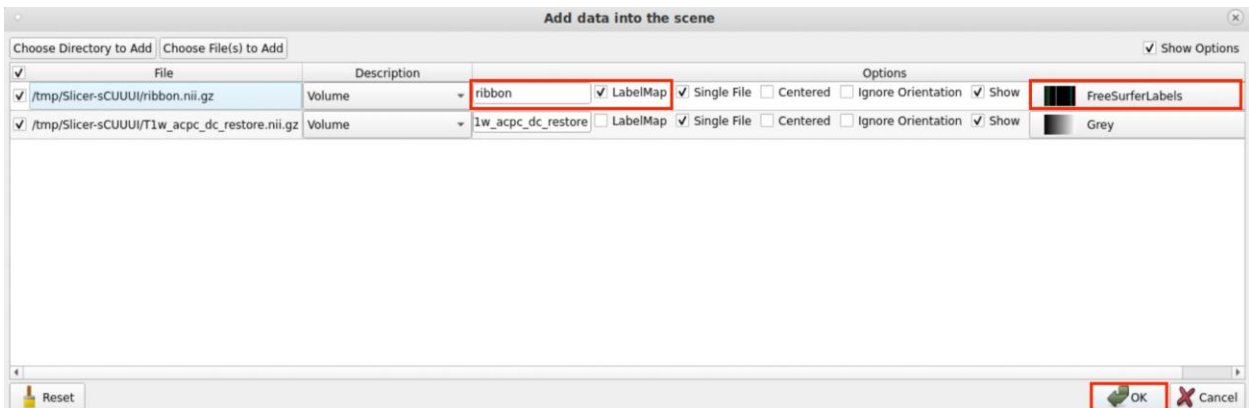 Add data into the scene
Choose Directory to Add Choose File(s) to Add Show Options
File Description Options
/tmp/Slicer-sCUUUI/ribbon.nii.gz Volume ribbon LabelMap Single File Centered Ignore Orientation Show FreeSurferLabels
/tmp/Slicer-sCUUUI/T1w_acpc_dc_restore.nii.gz Volume 1w_acpc_dc_restore LabelMap Single File Centered Ignore Orientation Show Grey
Reset OK Cancel